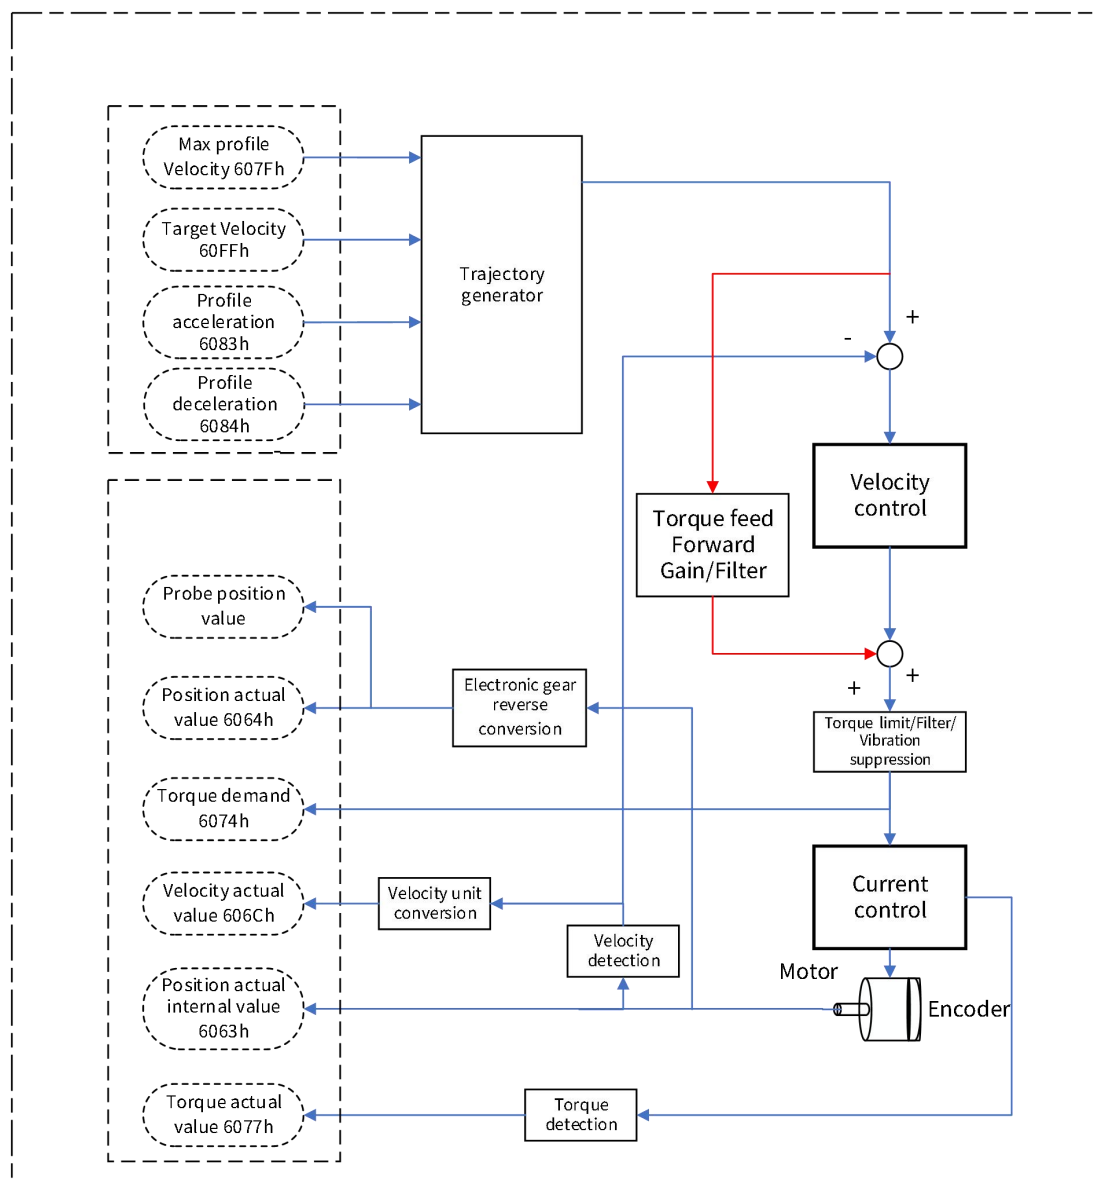 Max profile
Velocity 607Fh
Target Velocity
60FFh
Profile
acceleration
6083h
Profile
deceleration
6084h
Trajectory
generator
+
-
Velocity
control
Torque feed
Forward
Gain/Filter
+
+
Torque limit/Filter/
Vibration
suppression
Probe position
value
Position actual
value 6064h
Electronic gear
reverse
conversion
Torque demand
6074h
Velocity actual
value 606Ch
Velocity unit
conversion
Velocity
detection
Current
control
Motor
Encoder
Position actual
internal value
6063h
Torque actual
value 6077h
Torque
detection